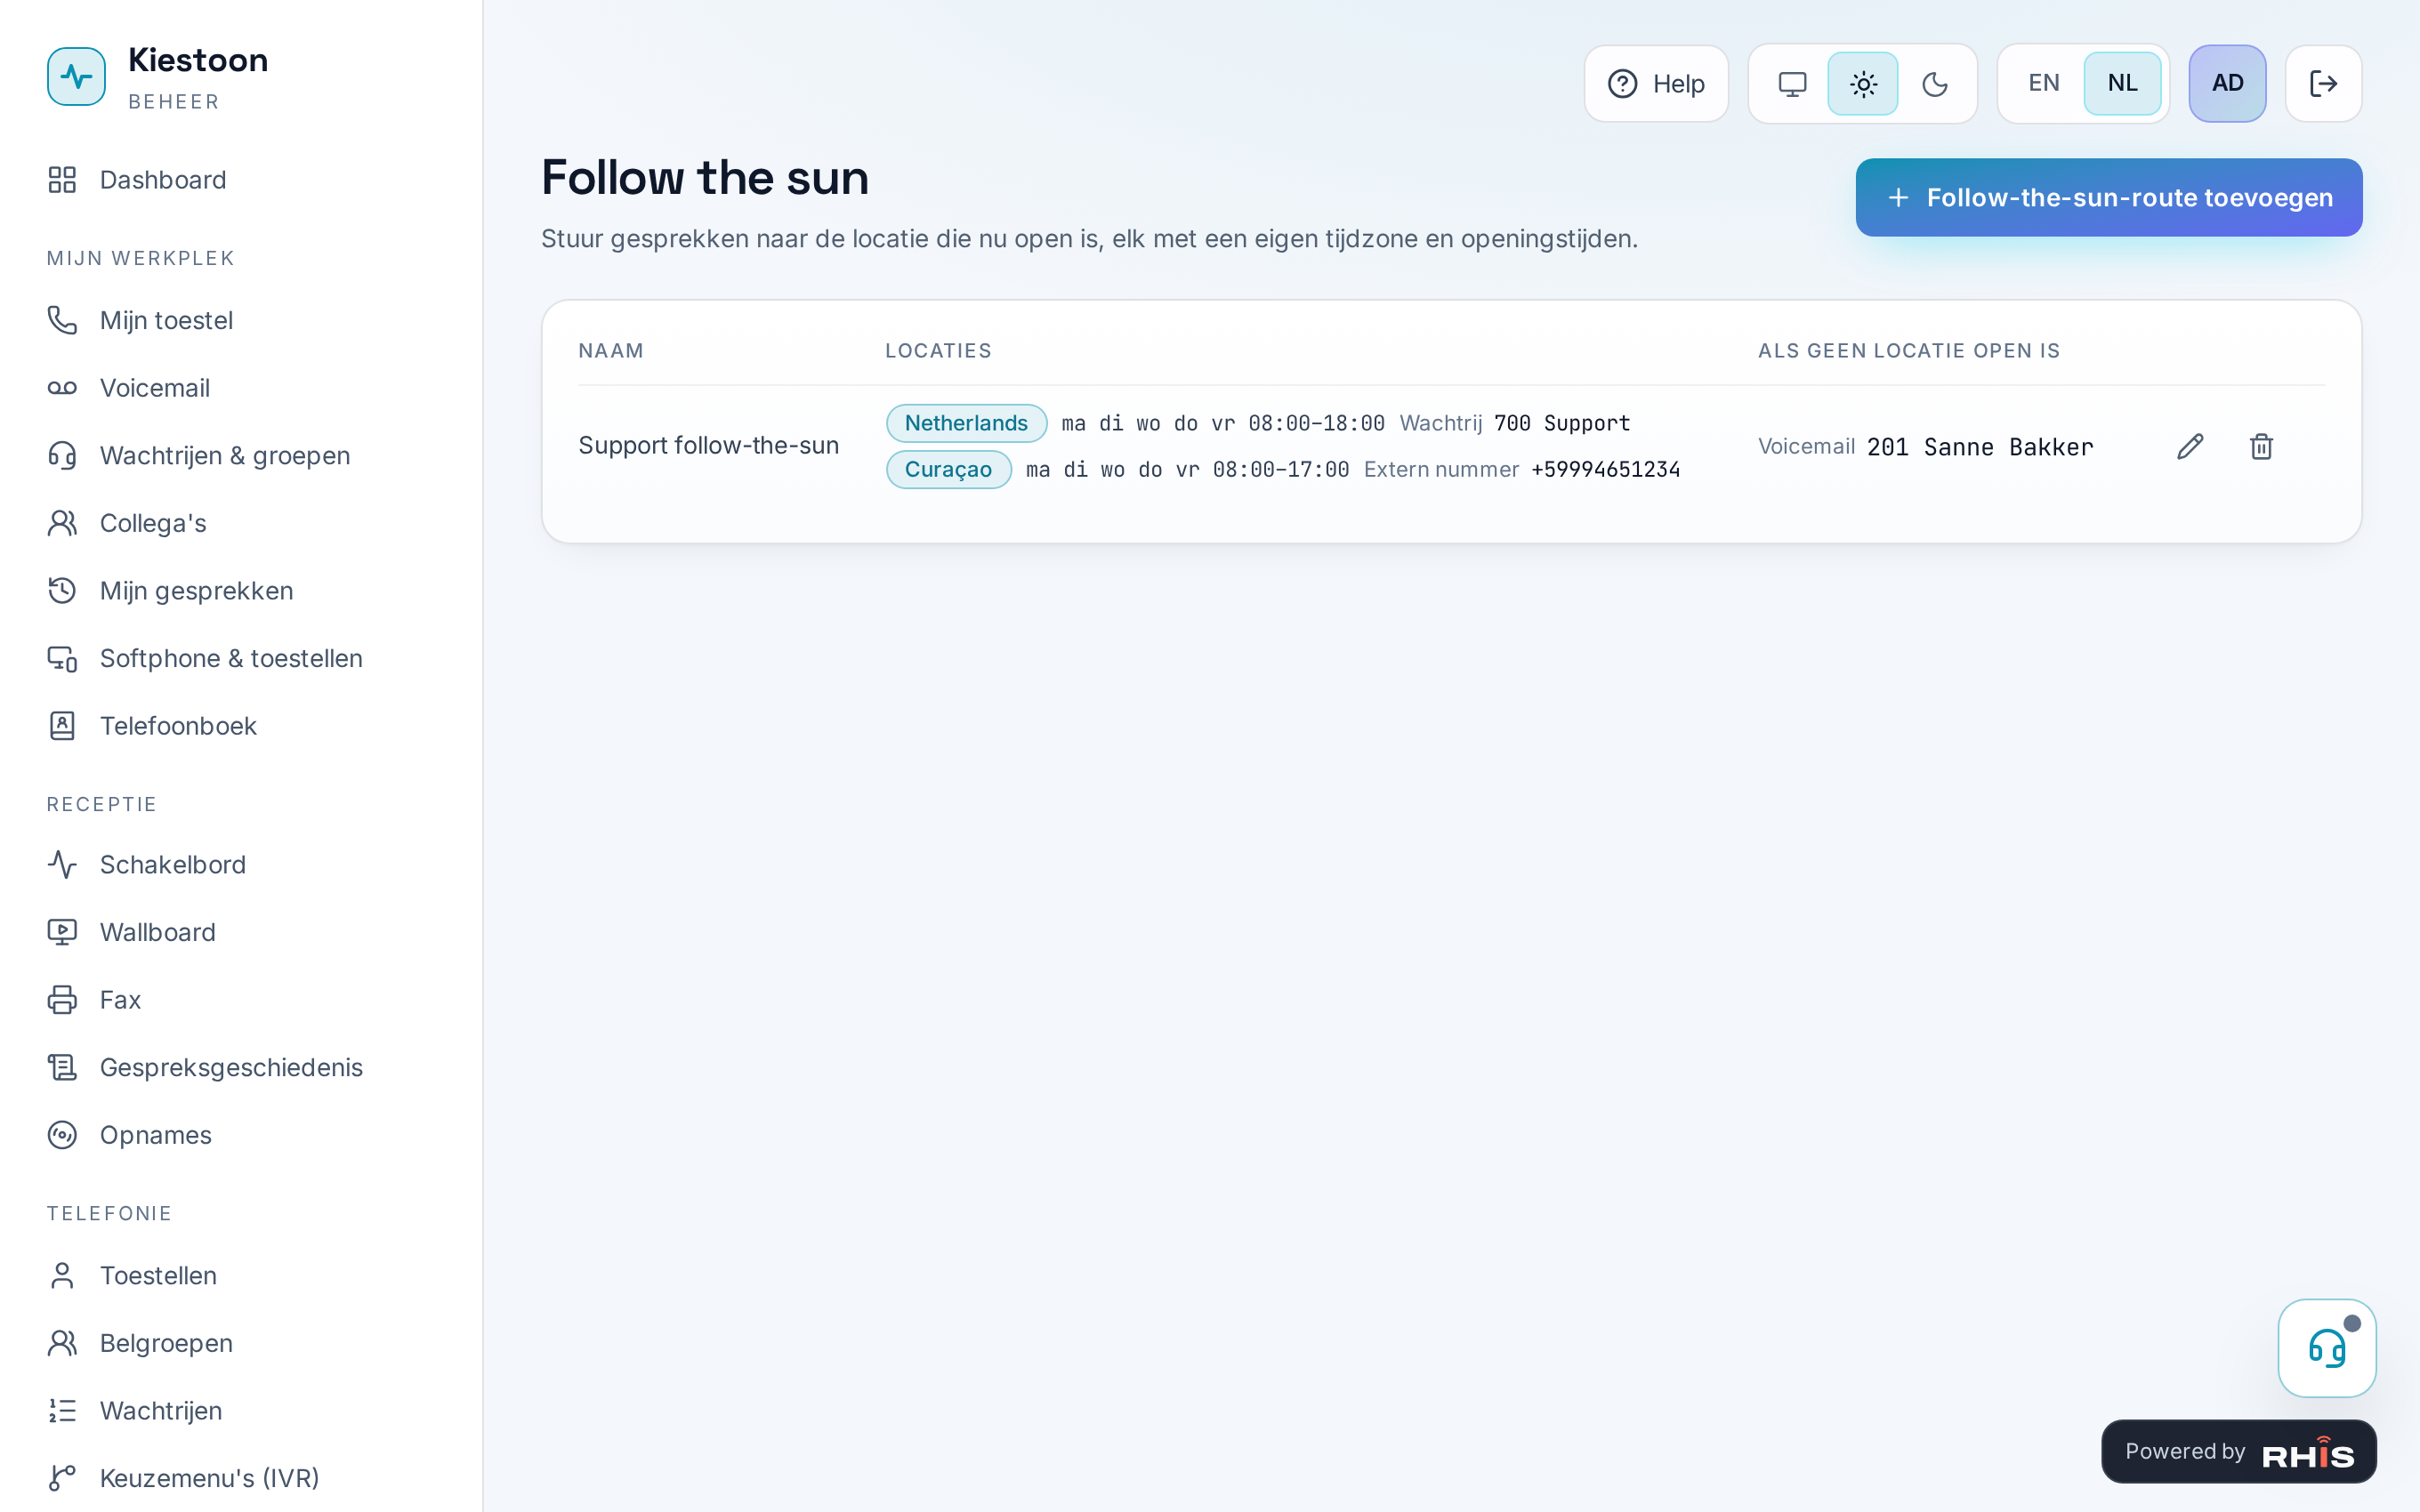 Kiestoon
BEHEER
Dashboard
MIJN WERKPLEK
Mijn toestel
Voicemail
Wachtrijen & groepen
Collega's
Mijn gesprekken
Softphone & toestellen
Telefoonboek
RECEPTIE
Schakelbord
Wallboard
Fax
Gespreksgeschiedenis
Opnames
TELEFONIE
Toestellen
Belgroepen
Wachtrijen
Keuzemenu's (IVR)
Help
EN NL
AD
Follow the sun
Stuur gesprekken naar de locatie die nu open is, elk met een eigen tijdzone en openingstijden.
Follow-the-sun-route toevoegen
NAAM LOCATIES ALS GEEN LOCATIE OPEN IS
Support follow-the-sun
Netherlands ma di wo do vr 08:00–18:00 Wachtrij 700 Support
Curaçao ma di wo do vr 08:00–17:00 Extern nummer +59994651234
Voicemail 201 Sanne Bakker
Powered by RHIS